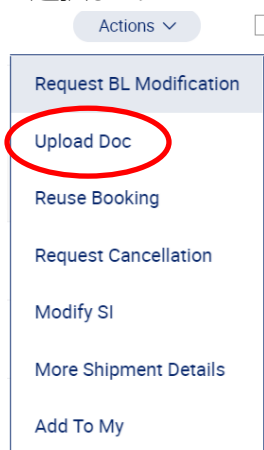 Actions
Request BL Modification
Upload Doc
Reuse Booking
Request Cancellation
Modify SI
More Shipment Details
Add To My